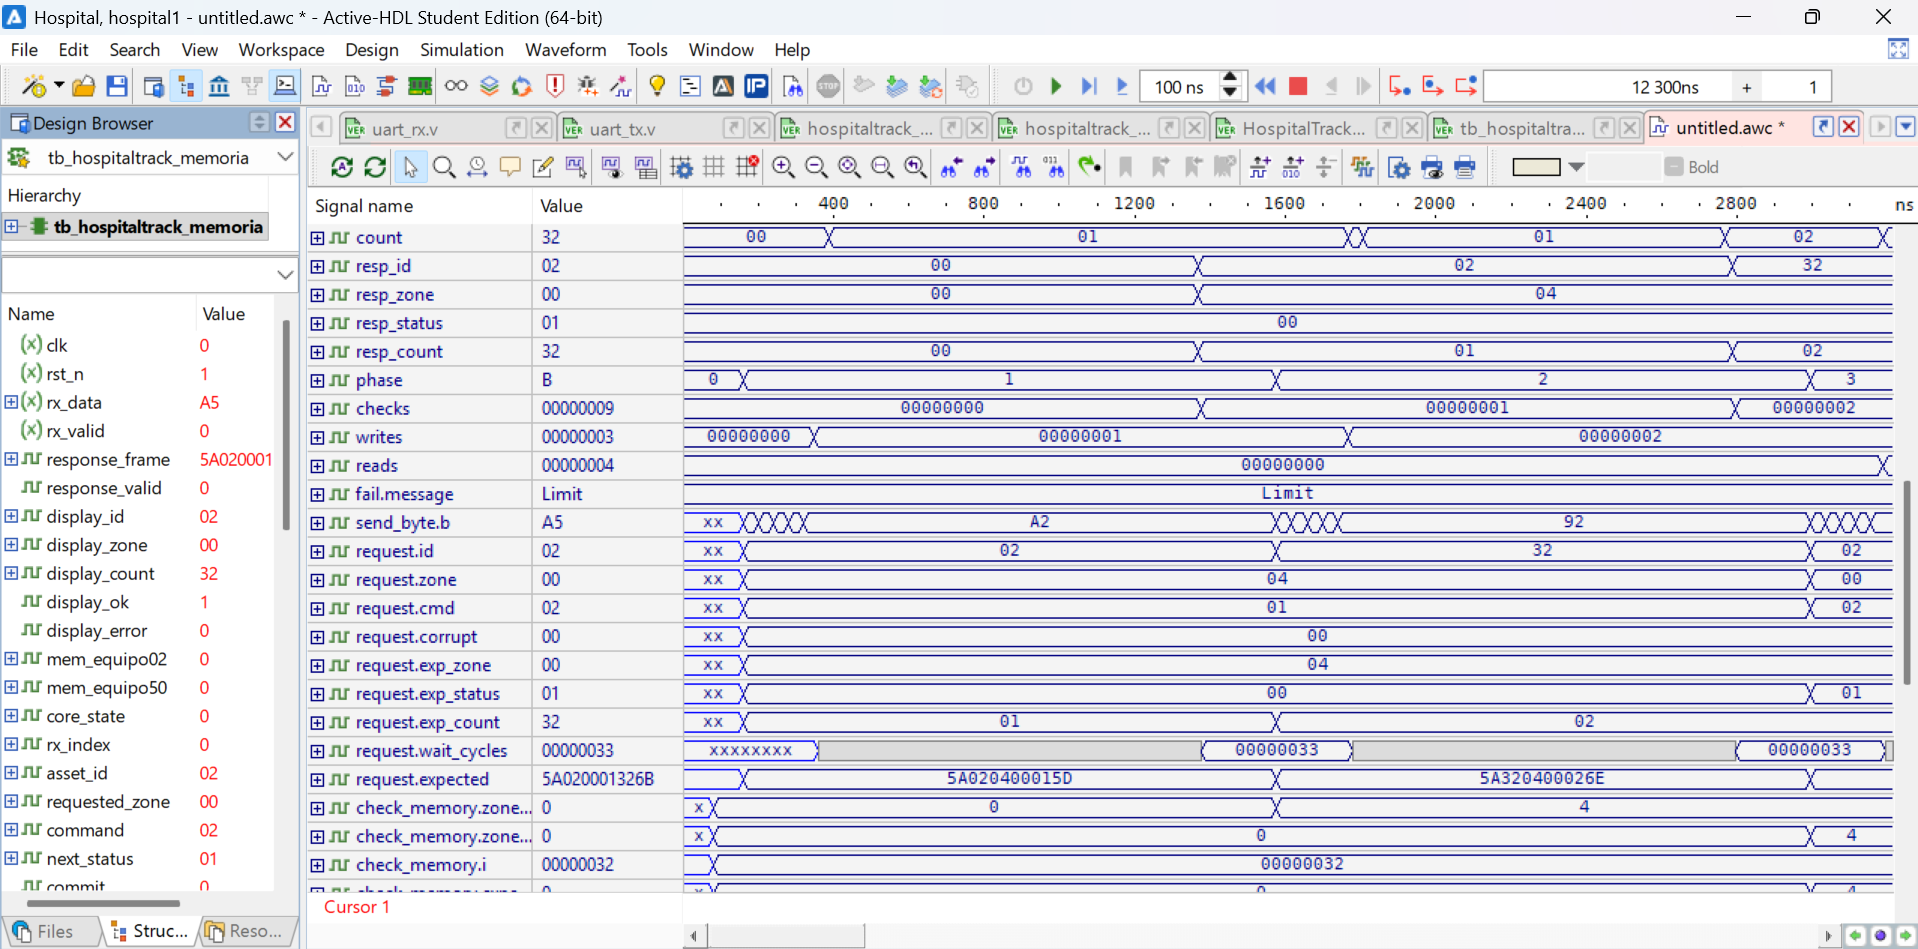 Hospital, hospital1 - untitled.awc * - Active-HDL Student Edition (64-bit)
File Edit Search View Workspace Design Simulation Waveform Tools Window Help
100 ns 12 300ns + 1
Design Browser
uart_rx.v uart_tx.v hospitaltrack_... hospitaltrack_... HospitalTrack... tb_hospitaltra... untitled.awc *
tb_hospitaltrack_memoria
Bold
Hierarchy
tb_hospitaltrack_memoria
Name Value
clk 0
rst_n 1
rx_data A5
rx_valid 0
response_frame 5A020001
response_valid 0
display_id 02
display_zone 00
display_count 32
display_ok 1
display_error 0
mem_equipo02 0
mem_equipo50 0
core_state 0
rx_index 0
asset_id 02
requested_zone 00
command 02
next_status 01
commit 0
Files Struc... Reso...
Signal name Value 400 800 1200 1600 2000 2400 2800 ns
count 32 00 01 01 02
resp_id 02 00 02 32
resp_zone 00 00 04
resp_status 01 00
resp_count 32 00 01 02
phase B 0 1 2 3
checks 00000009 00000000 00000001 00000002
writes 00000003 00000000 00000001 00000002
reads 00000004 00000000
fail.message Limit Limit
send_byte.b A5 xx A2 92
request.id 02 xx 02 32 02
request.zone 00 xx 04 00
request.cmd 02 xx 01 02
request.corrupt 00 xx 00
request.exp_zone 00 xx 04
request.exp_status 01 xx 00 01
request.exp_count 32 xx 01 02
request.wait_cycles 00000033 xxxxxxxx 00000033 00000033
request.expected 5A020001326B 5A020400015D 5A320400026E
check_memory.zone... 0 x 0 4
check_memory.zone... 0 x 0 4
check_memory.i 00000032 00000032
Cursor 1